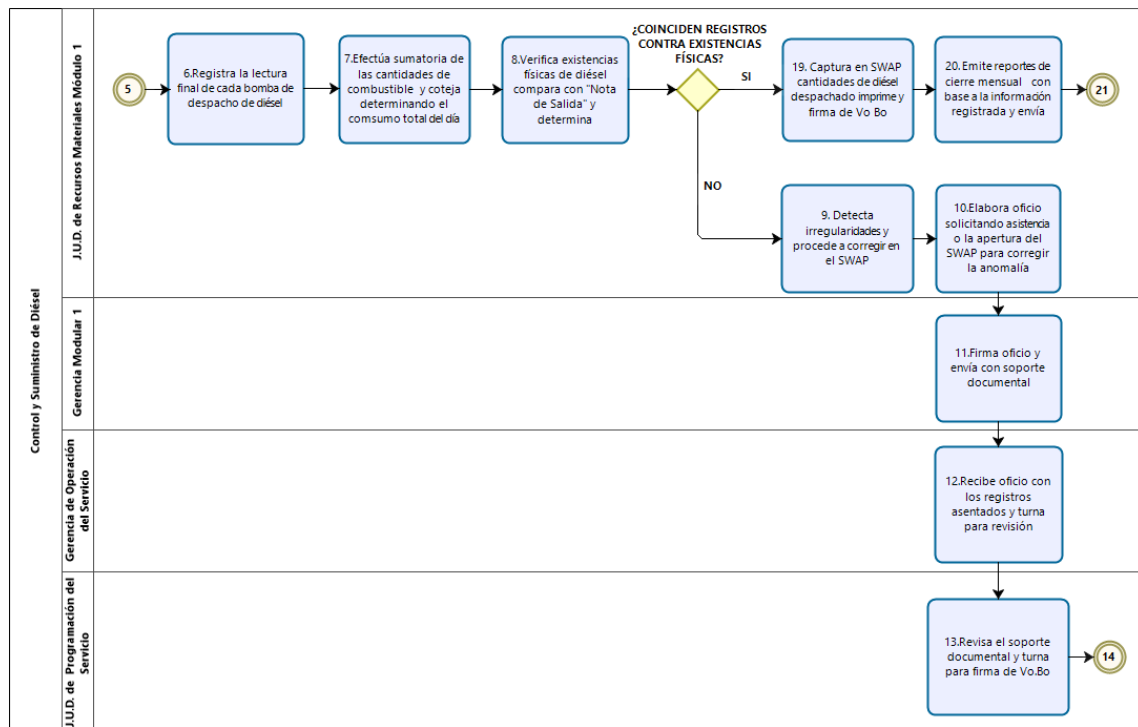 Control y Suministro de Diésel
J.U.D. de Recursos Materiales Módulo 1
5
6.Registra la lectura
final de cada bomba de
despacho de diésel
7.Efectúa sumatoria de
las cantidades de
combustible y coteja
determinando el
comsumo total del día
8.Verifica existencias
físicas de diésel
compara con "Nota
de Salida" y
determina
¿COINCIDEN REGISTROS
CONTRA EXISTENCIAS
FÍSICAS?
SI
19. Captura en SWAP
cantidades de diésel
despachado imprime y
firma de Vo Bo
20. Emite reportes de
cierre mensual con
base a la información
registrada y envía
21
NO
9. Detecta
irregularidades y
procede a corregir en
el SWAP
10.Elabora oficio
solicitando asistencia
o la apertura del
SWAP para corregir
la anomalía
Gerencia Modular 1
11.Firma oficio y
envía con soporte
documental
Gerencia de Operación
del Servicio
12.Recibe oficio con
los registros
asentados y turna
para revisión
J.U.D. de Programación del
Servicio
13.Revisa el soporte
documental y turna
para firma de Vo.Bo
14